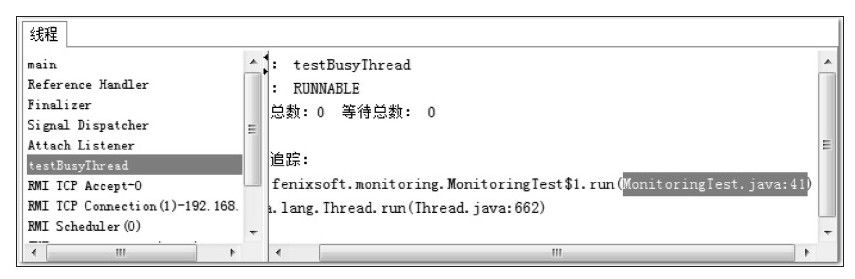 线程
main
Reference Handler
Finalizer
Signal Dispatcher
Attach Listener
testBusyThread
RMI TCP Accept-0
RMI TCP Connection(1)-192.168.
RMI Scheduler(0)
: testBusyThread
: RUNNABLE
总数: 0 等待总数: 0
追踪:
fenixsoft.monitoring.MonitoringTest$1.run(MonitoringTest.java:41)
.lang.Thread.run(Thread.java:662)